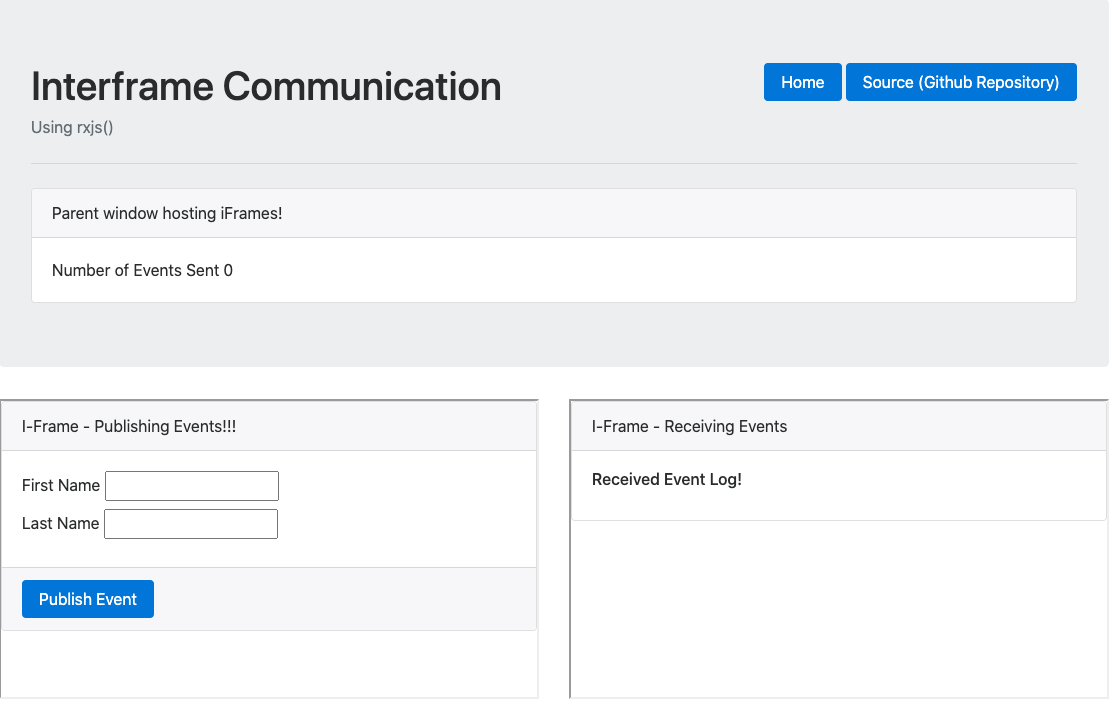 Interframe Communication
Home
Source (Github Repository)
Using rxjs()
Parent window hosting iFrames!
Number of Events Sent 0
I-Frame - Publishing Events!!!
First Name
Last Name
Publish Event
I-Frame - Receiving Events
Received Event Log!